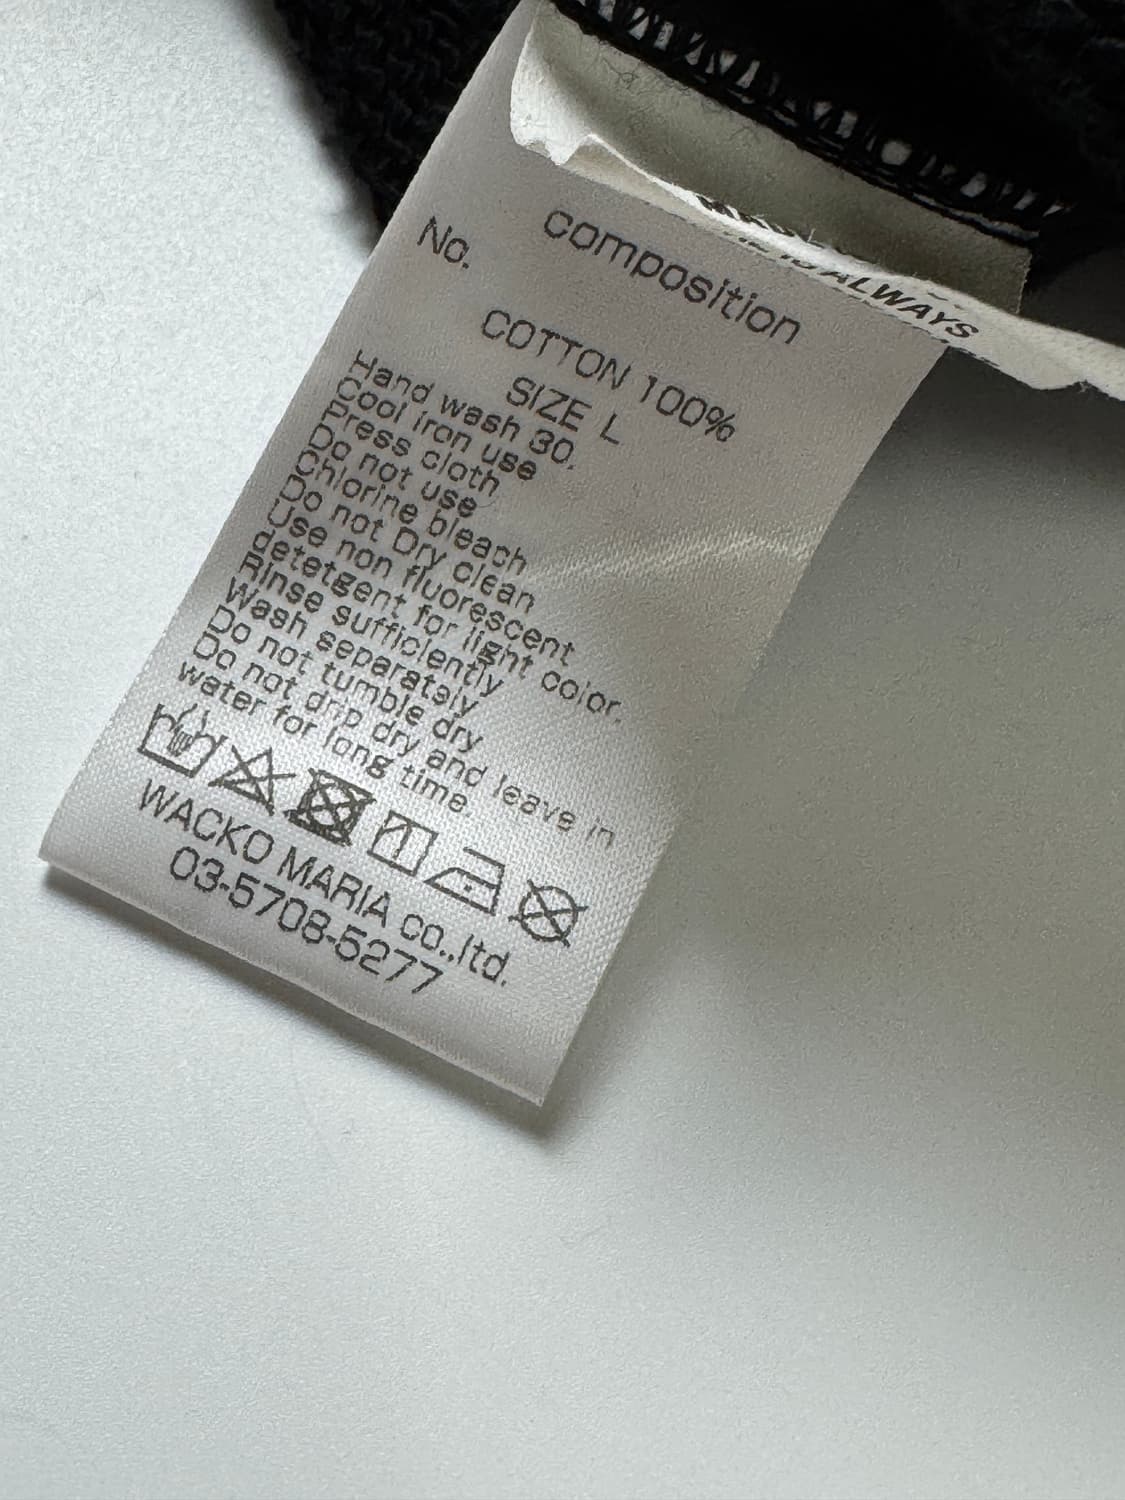 IS ALWAYS
composition
No.
COTTON 100%
SIZE L
Hand wash 30.
Cool iron use
Press cloth
Do not use
Chlorine bleach
Do not Dry clean
Use non fluorescent
detetgent for light color.
Rinse sufficiently
Wash separately
Do not tumble dry
Do not drip dry and leave in
water for long time.
WACKO MARIA co.,ltd.
03-5708-5277